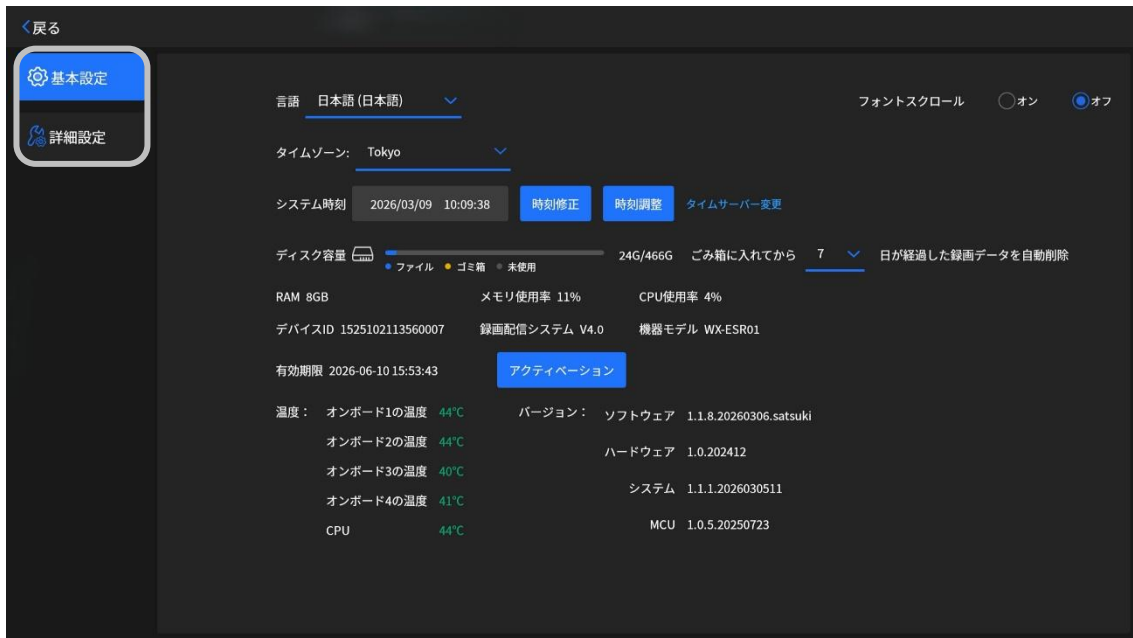 戻る
基本設定
詳細設定
言語 日本語 (日本語)
フォントスクロール オン オフ
タイムゾーン: Tokyo
システム時刻 2026/03/09 10:09:38 時刻修正 時刻調整 タイムサーバー変更
ディスク容量 24G/466G ごみ箱に入れてから 7 日が経過した録画データを自動削除
ファイル ゴミ箱 未使用
RAM 8GB メモリ使用率 11% CPU使用率 4%
デバイスID 1525102113560007 録画配信システム V4.0 機器モデル WX-ESR01
有効期限 2026-06-10 15:53:43 アクティベーション
温度： オンボード1の温度 44°C バージョン： ソフトウェア 1.1.8.20260306.satsuki
オンボード2の温度 44°C
ハードウェア 1.0.202412
オンボード3の温度 40°C
システム 1.1.1.2026030511
オンボード4の温度 41°C
MCU 1.0.5.20250723
CPU 44°C